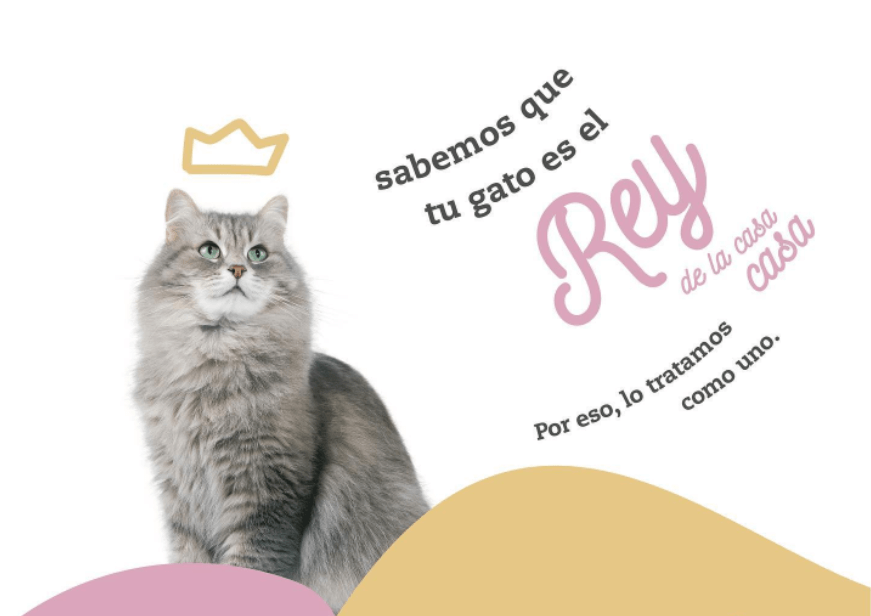 sabemos que
tu gato es el
Rey
de la casa
casa
Por eso, lo tratamos
como uno.